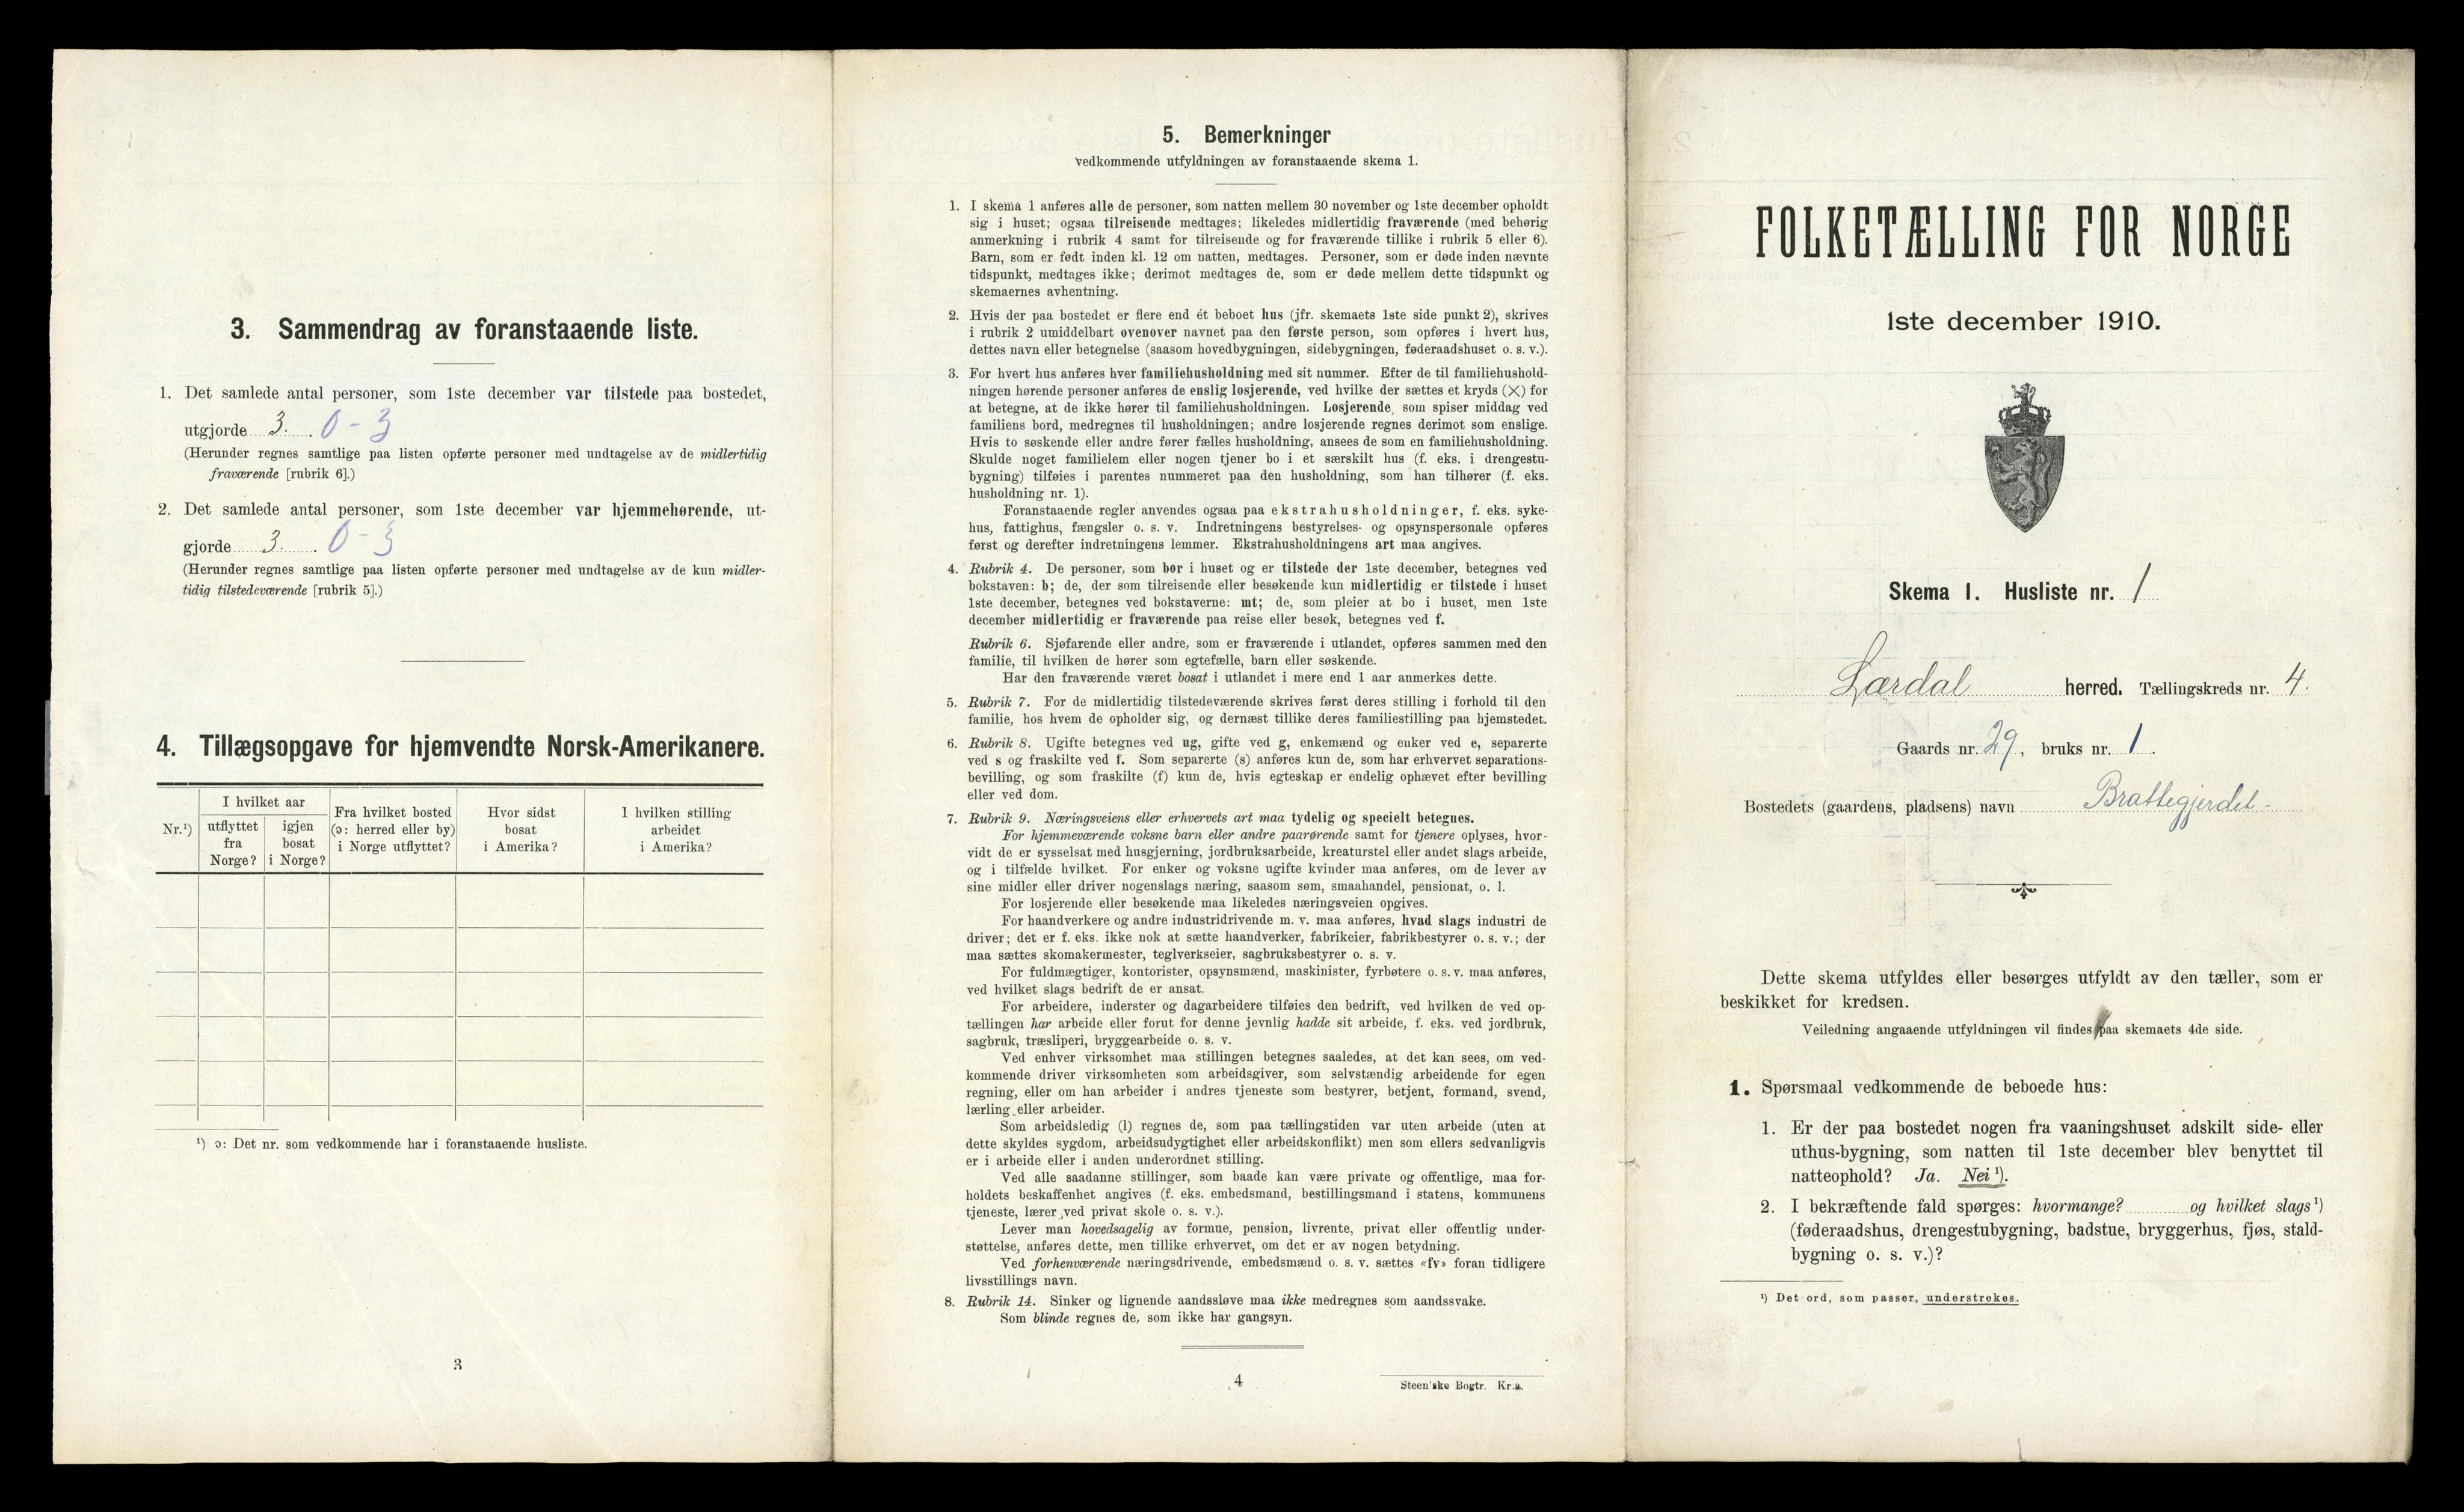 3. Sammendrag av foranstaaende liste.
1. Det samlede antal personer, som 1ste december var tilstede paa bostedet,
utgjorde 3. 0-3
(Herunder regnes samtlige paa listen opførte personer med undtagelse av de midlertidig
fraværende [rubrik 6].)
2. Det samlede antal personer, som 1ste december var hjemmehørende, ut-
gjorde 3. 0-3
(Herunder regnes samtlige paa listen opførte personer med undtagelse av de kun midler-
tidig tilstedeværende [rubrik 5].)
4. Tillægsopgave for hjemvendte Norsk-Amerikanere.
Nr.¹)
I hvilket aar
utflyttet
fra
Norge?
igjen
bosat
i Norge?
Fra hvilket bosted
(ɔ: herred eller by)
i Norge utflyttet?
Hvor sidst
bosat
i Amerika?
I hvilken stilling
arbeidet
i Amerika?
¹) ɔ: Det nr. som vedkommende har i foranstaaende husliste.
3
5. Bemerkninger
vedkommende utfyldningen av foranstaaende skema 1.
1. I skema 1 anføres alle de personer, som natten mellem 30 november og 1ste december opholdt
sig i huset; ogsaa tilreisende medtages; likeledes midlertidig fraværende (med behørig
anmerkning i rubrik 4 samt for tilreisende og for fraværende tillike i rubrik 5 eller 6).
Barn, som er født inden kl. 12 om natten, medtages. Personer, som er døde inden nævnte
tidspunkt, medtages ikke; derimot medtages de, som er døde mellem dette tidspunkt og
skemaernes avhentning.
2. Hvis der paa bostedet er flere end ét beboet hus (jfr. skemaets 1ste side punkt 2), skrives
i rubrik 2 umiddelbart ovenover navnet paa den første person, som opføres i hvert hus,
dettes navn eller betegnelse (saasom hovedbygningen, sidebygningen, føderaadshuset o. s. v.).
3. For hvert hus anføres hver familiehusholdning med sit nummer. Efter de til familiehushold-
ningen hørende personer anføres de enslig losjerende, ved hvilke der sættes et kryds (×) for
at betegne, at de ikke hører til familiehusholdningen. Losjerende, som spiser middag ved
familiens bord, medregnes til husholdningen; andre losjerende regnes derimot som enslige.
Hvis to søskende eller andre fører fælles husholdning, ansees de som en familiehusholdning.
Skulde noget familielem eller nogen tjener bo i et særskilt hus (f. eks. i drengestu-
bygning) tilføies i parentes nummeret paa den husholdning, som han tilhører (f. eks.
husholdning nr. 1).
Foranstaaende regler anvendes ogsaa paa ekstrahusholdninger, f. eks. syke-
hus, fattighus, fængsler o. s. v. Indretningens bestyrelses- og opsynspersonale opføres
først og derefter indretningens lemmer. Ekstrahusholdningens art maa angives.
4. Rubrik 4. De personer, som bor i huset og er tilstede der 1ste december, betegnes ved
bokstaven: b; de, der som tilreisende eller besøkende kun midlertidig er tilstede i huset
1ste december, betegnes ved bokstaverne: mt; de, som pleier at bo i huset, men 1ste
december midlertidig er fraværende paa reise eller besøk, betegnes ved f.
Rubrik 6. Sjøfarende eller andre, som er fraværende i utlandet, opføres sammen med den
familie, til hvilken de hører som egtefælle, barn eller søskende.
Har den fraværende været bosat i utlandet i mere end 1 aar anmerkes dette.
5. Rubrik 7. For de midlertidig tilstedeværende skrives først deres stilling i forhold til den
familie, hos hvem de opholder sig, og dernæst tillike deres familiestilling paa hjemstedet.
6. Rubrik 8. Ugifte betegnes ved ug, gifte ved g, enkemænd og enker ved e, separerte
ved s og fraskilte ved f. Som separerte (s) anføres kun de, som har erhvervet separations-
bevilling, og som fraskilte (f) kun de, hvis egteskap er endelig ophævet efter bevilling
eller ved dom.
7. Rubrik 9. Næringsveiens eller erhvervets art maa tydelig og specielt betegnes.
For hjemmeværende voksne barn eller andre paarørende samt for tjenere oplyses, hvor-
vidt de er sysselsat med husgjerning, jordbruksarbeide, kreaturstel eller andet slags arbeide,
og i tilfælde hvilket. For enker og voksne ugifte kvinder maa anføres, om de lever av
sine midler eller driver nogenslags næring, saasom søm, smaahandel, pensionat, o. l.
For losjerende eller besøkende maa likeledes næringsveien opgives.
For haandverkere og andre industridrivende m. v. maa anføres, hvad slags industri de
driver; det er f. eks. ikke nok at sætte haandverker, fabrikeier, fabrikbestyrer o. s. v.; der
maa sættes skomakermester, teglverkseier, sagbruksbestyrer o. s. v.
For fuldmægtiger, kontorister, opsynsmænd, maskinister, fyrbøtere o. s. v. maa anføres,
ved hvilket slags bedrift de er ansat.
For arbeidere, inderster og dagarbeidere tilføies den bedrift, ved hvilken de ved op-
tællingen har arbeide eller forut for denne jevnlig hadde sit arbeide, f. eks. ved jordbruk,
sagbruk, træsliperi, bryggearbeide o. s. v.
Ved enhver virksomhet maa stillingen betegnes saaledes, at det kan sees, om ved-
kommende driver virksomheten som arbeidsgiver, som selvstændig arbeidende for egen
regning, eller om han arbeider i andres tjeneste som bestyrer, betjent, formand, svend,
lærling eller arbeider.
Som arbeidsledig (l) regnes de, som paa tællingstiden var uten arbeide (uten at
dette skyldes sygdom, arbeidsudygtighet eller arbeidskonflikt) men som ellers sedvanligvis
er i arbeide eller i anden underordnet stilling.
Ved alle saadanne stillinger, som baade kan være private og offentlige, maa for-
holdets beskaffenhet angives (f. eks. embedsmand, bestillingsmand i statens, kommunens
tjeneste, lærer ved privat skole o. s. v.).
Lever man hovedsagelig av formue, pension, livrente, privat eller offentlig under-
støttelse, anføres dette, men tillike erhvervet, om det er av nogen betydning.
Ved forhenværende næringsdrivende, embedsmænd o. s. v. sættes «fv» foran tidligere
livsstillings navn.
8. Rubrik 14. Sinker og lignende aandssløve maa ikke medregnes som aandssvake.
Som blinde regnes de, som ikke har gangsyn.
4
Steen'ske Bogtr. Kr.a.
FOLKETÆLLING FOR NORGE
1ste december 1910.
Skema 1. Husliste nr. 1
Lærdal herred. Tællingskreds nr. 4.
Gaards nr. 29, bruks nr. 1.
Bostedets (gaardens, pladsens) navn Brattegjerdet-
Dette skema utfyldes eller besørges utfyldt av den tæller, som er
beskikket for kredsen.
Veiledning angaaende utfyldningen vil findes paa skemaets 4de side.
1. Spørsmaal vedkommende de beboede hus:
1. Er der paa bostedet nogen fra vaaningshuset adskilt side- eller
uthus-bygning, som natten til 1ste december blev benyttet til
natteophold? Ja. Nei¹).
2. I bekræftende fald spørges: hvormange? og hvilket slags¹)
(føderaadshus, drengestubygning, badstue, bryggerhus, fjøs, stald-
bygning o. s. v.)?
¹) Det ord, som passer, understrekes.